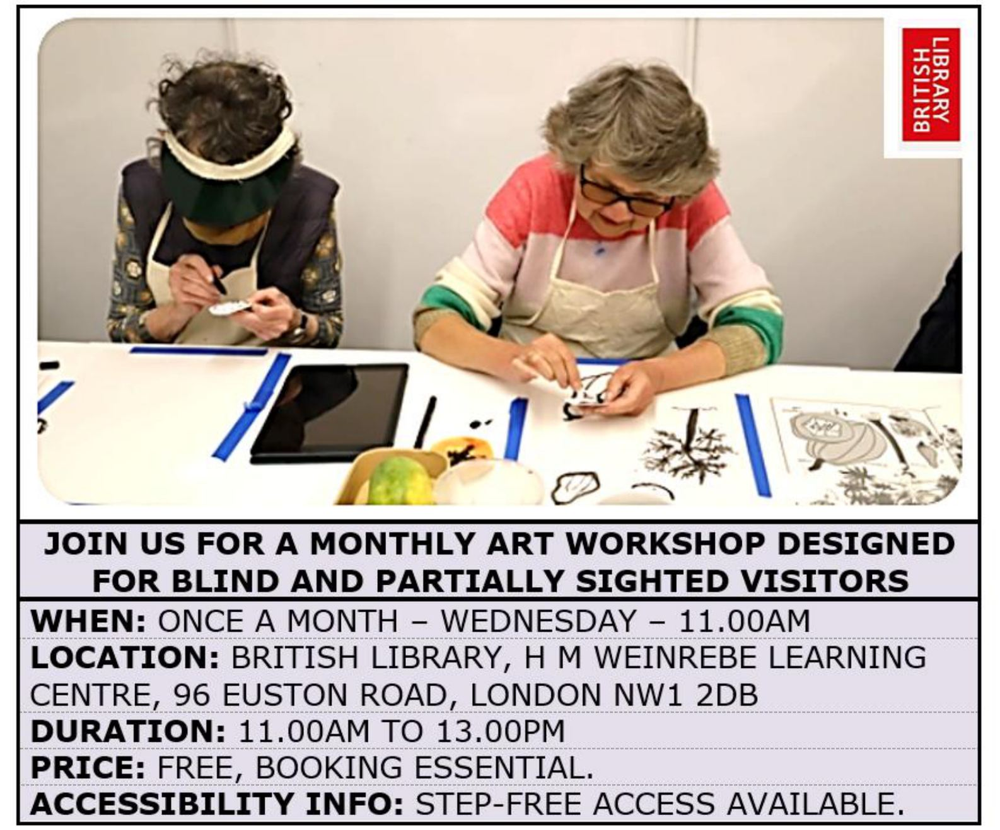 BRITISH
LIBRARY
JOIN US FOR A MONTHLY ART WORKSHOP DESIGNED
FOR BLIND AND PARTIALLY SIGHTED VISITORS
WHEN: ONCE A MONTH – WEDNESDAY – 11.00AM
LOCATION: BRITISH LIBRARY, H M WEINREBE LEARNING
CENTRE, 96 EUSTON ROAD, LONDON NW1 2DB
DURATION: 11.00AM TO 13.00PM
PRICE: FREE, BOOKING ESSENTIAL.
ACCESSIBILITY INFO: STEP-FREE ACCESS AVAILABLE.